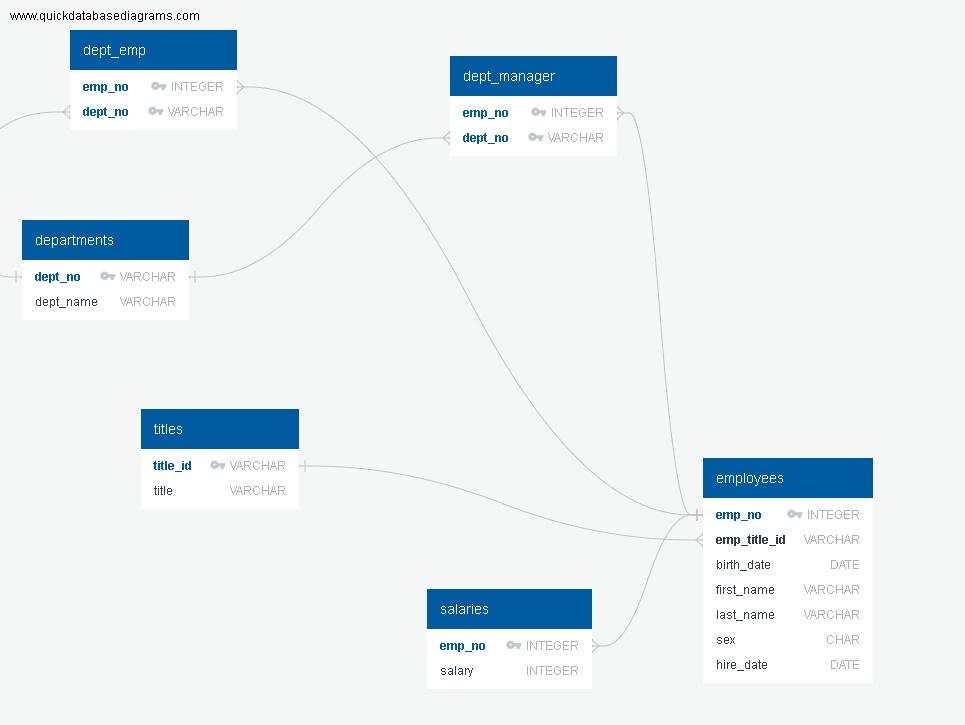 www.quickdatabasediagrams.com
dept_emp
emp_no INTEGER
dept_no VARCHAR
dept_manager
emp_no INTEGER
dept_no VARCHAR
departments
dept_no VARCHAR
dept_name VARCHAR
titles
title_id VARCHAR
title VARCHAR
employees
emp_no INTEGER
emp_title_id VARCHAR
birth_date DATE
first_name VARCHAR
last_name VARCHAR
sex CHAR
hire_date DATE
salaries
emp_no INTEGER
salary INTEGER